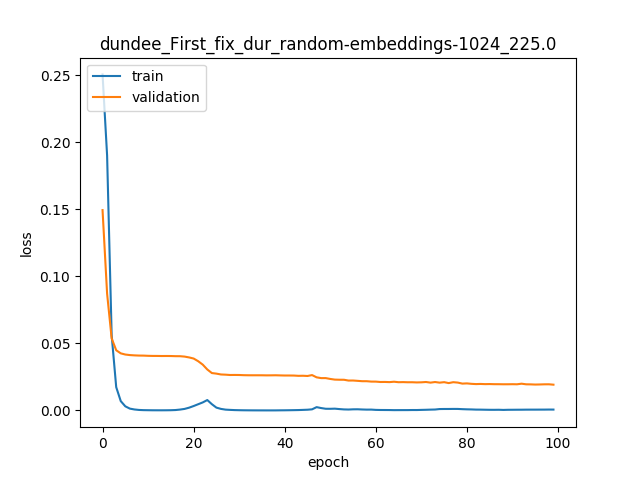 dundee_First_fix_dur_random-embeddings-1024_225.0
train
validation
0.25
0.20
0.15
0.10
0.05
0.00
loss
0 20 40 60 80 100
epoch